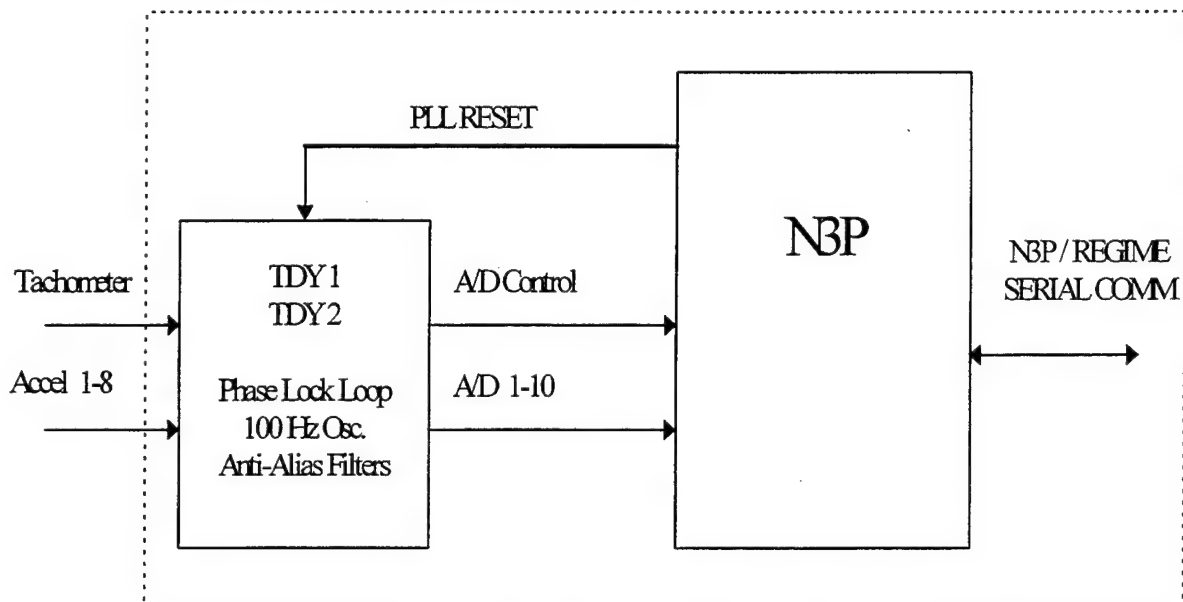 PLL RESET
N3P
TDY 1
TDY 2
Phase Lock Loop
100 Hz Osc.
Anti-Alias Filters
Tachometer
Accel 1-8
A/D Control
A/D 1-10
N3P / REGIME
SERIAL COMM